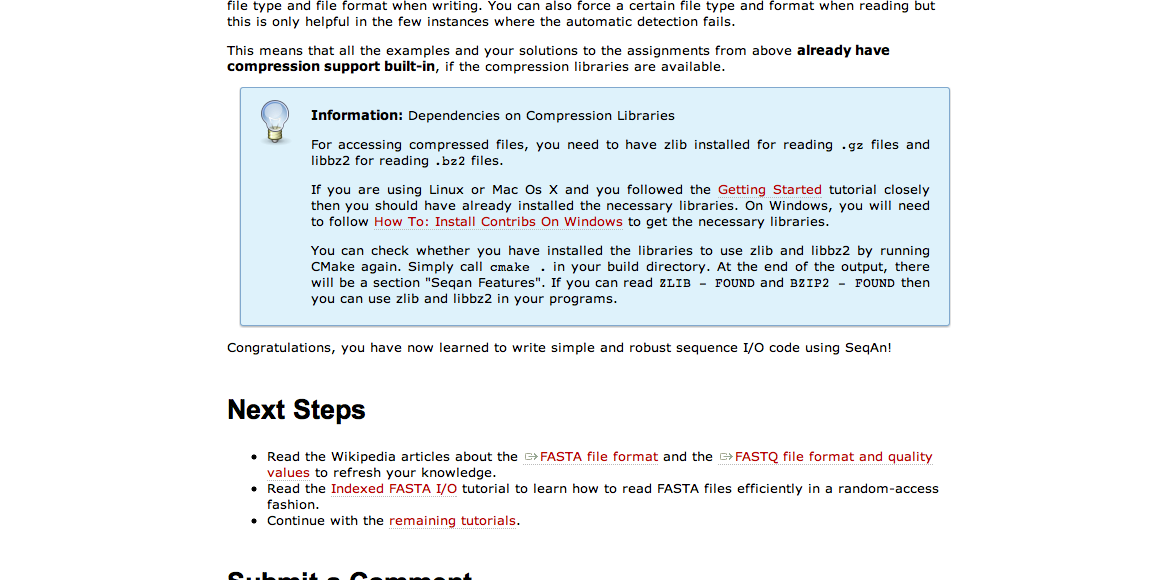 file type and file format when writing. You can also force a certain file type and format when reading but
this is only helpful in the few instances where the automatic detection fails.
This means that all the examples and your solutions to the assignments from above already have
compression support built-in, if the compression libraries are available.
Information: Dependencies on Compression Libraries
For accessing compressed files, you need to have zlib installed for reading .gz files and
libbz2 for reading .bz2 files.
If you are using Linux or Mac Os X and you followed the Getting Started tutorial closely
then you should have already installed the necessary libraries. On Windows, you will need
to follow How To: Install Contribs On Windows to get the necessary libraries.
You can check whether you have installed the libraries to use zlib and libbz2 by running
CMake again. Simply call cmake . in your build directory. At the end of the output, there
will be a section "Seqan Features". If you can read ZLIB - FOUND and BZIP2 - FOUND then
you can use zlib and libbz2 in your programs.
Congratulations, you have now learned to write simple and robust sequence I/O code using SeqAn!
Next Steps
• Read the Wikipedia articles about the FASTA file format and the FASTQ file format and quality
values to refresh your knowledge.
• Read the Indexed FASTA I/O tutorial to learn how to read FASTA files efficiently in a random-access
fashion.
• Continue with the remaining tutorials.
Submit a Comment